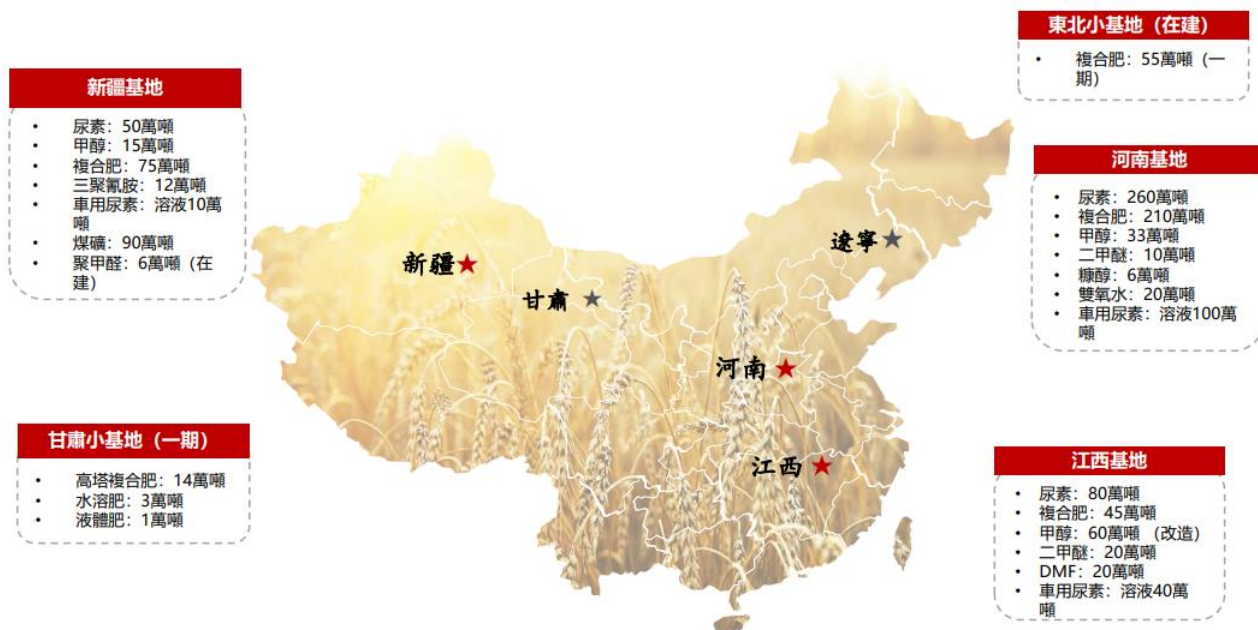 東北小基地（在建）
• 複合肥：55萬噸（一
期）
新疆基地
• 尿素：50萬噸
• 甲醇：15萬噸
• 複合肥：75萬噸
• 三聚氰胺：12萬噸
• 車用尿素：溶液10萬
噸
• 煤礦：90萬噸
• 聚甲醛：6萬噸（在
建）
河南基地
• 尿素：260萬噸
• 複合肥：210萬噸
• 甲醇：33萬噸
• 二甲醚：10萬噸
• 糠醇：6萬噸
• 雙氧水：20萬噸
• 車用尿素：溶液100萬
噸
遼寧
新疆
甘肅
河南
江西
甘肅小基地（一期）
• 高塔複合肥：14萬噸
• 水溶肥：3萬噸
• 液體肥：1萬噸
江西基地
• 尿素：80萬噸
• 複合肥：45萬噸
• 甲醇：60萬噸 （改造）
• 二甲醚：20萬噸
• DMF：20萬噸
• 車用尿素：溶液40萬
噸